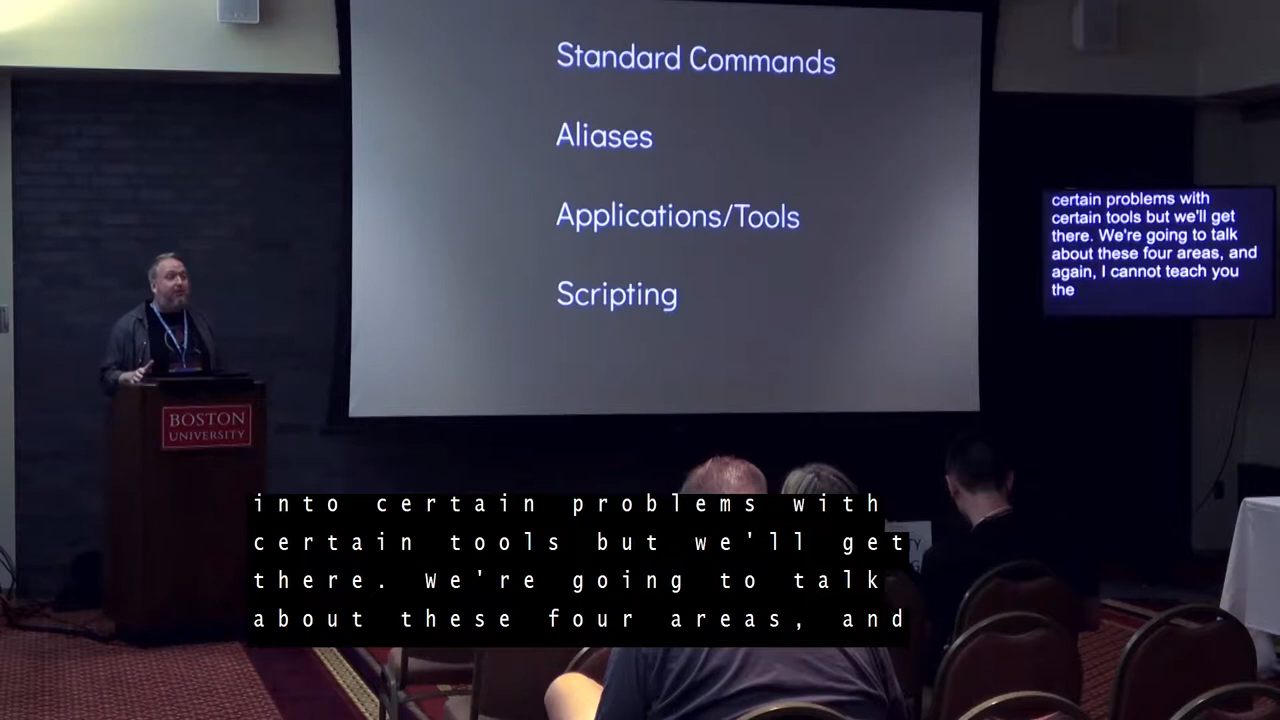 Standard Commands
Aliases
Applications/Tools
Scripting
certain problems with
certain tools but we'll get
there. We're going to talk
about these four areas, and
again, I cannot teach you
the
BOSTON
UNIVERSITY
into certain problems with
certain tools but we'll get
there. We're going to talk
about these four areas, and